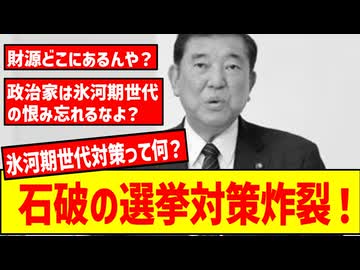 財源どこにあるんや？
政治家は氷河期世代
の恨み忘れるなよ？
氷河期世代対策って何？
石破の選挙対策炸裂！